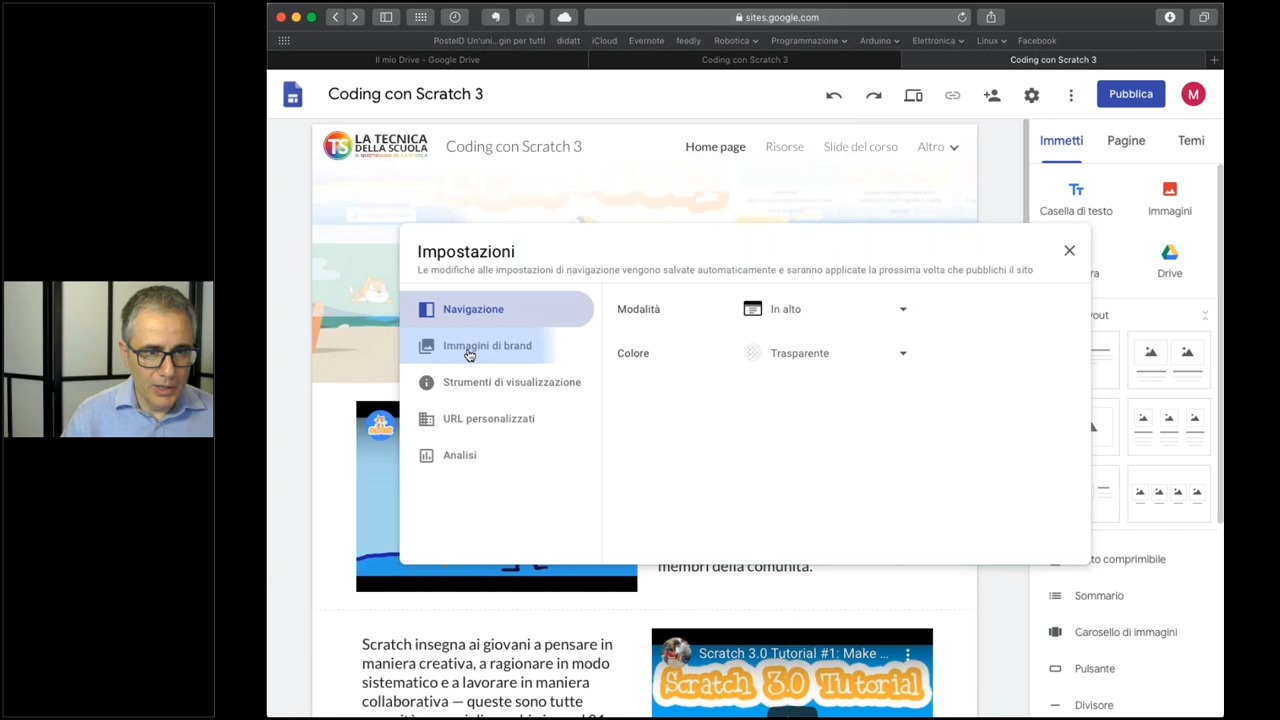 sites.google.com
PosteID Un'uni...gin per tutti
didatt
iCloud
Evernote
feedly
Robotica
Programmazione
Arduino
Elettronica
Linux
Facebook
Il mio Drive - Google Drive
Coding con Scratch 3
Coding con Scratch 3
Coding con Scratch 3
Pubblica
M
TS LA TECNICA
DELLA SCUOLA
IL QUOTIDIANO DELLA SCUOLA
Coding con Scratch 3
Home page
Risorse
Slide del corso
Altro
Immetti
Pagine
Temi
Tт
Casella di testo
Immagini
Drive
Impostazioni
Le modifiche alle impostazioni di navigazione vengono salvate automaticamente e saranno applicate la prossima volta che pubblichi il sito
Navigazione
Immagini di brand
Strumenti di visualizzazione
URL personalizzati
Analisi
Modalità
In alto
Colore
Trasparente
membri della comunità.
Scratch insegna ai giovani a pensare in
maniera creativa, a ragionare in modo
sistematico e a lavorare in maniera
collaborativa — queste sono tutte
Scratch 3.0 Tutorial #1: Make ...
Scratch 3.0 Tutorial
Sommario
Carosello di immagini
Pulsante
Divisore